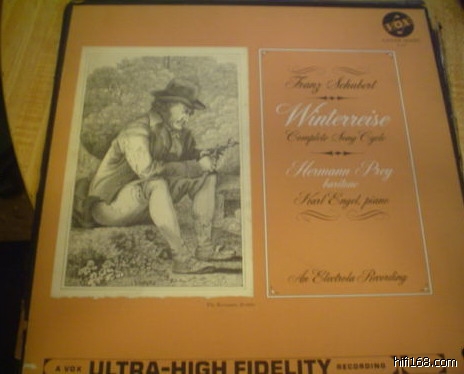 VOX
Franz Schubert
Winterreise
Complete Song Cycle
Hermann Prey
baritone
Karl Engel, piano
An Electrola Recording
A VOX ULTRA-HIGH FIDELITY RECORDING
hifi168.com